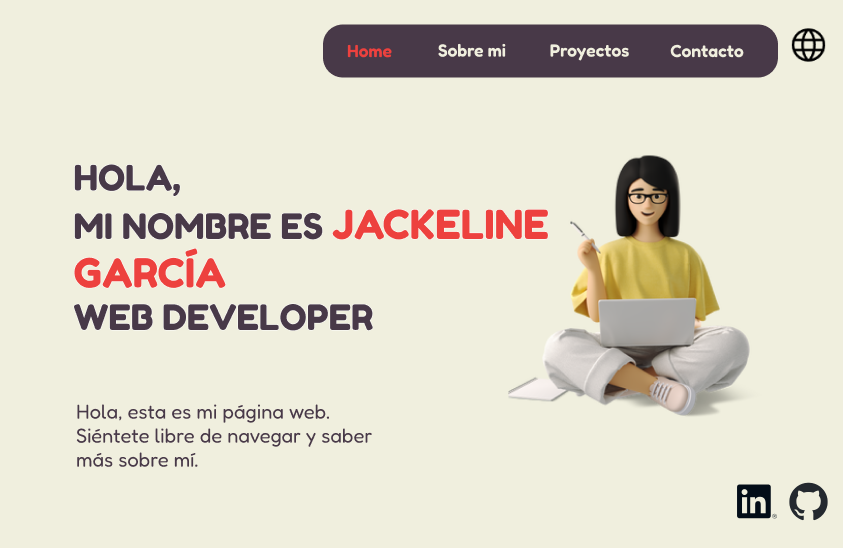 Home Sobre mi Proyectos Contacto
HOLA,
MI NOMBRE ES JACKELINE
GARCÍA
WEB DEVELOPER
Hola, esta es mi página web.
Siéntete libre de navegar y saber
más sobre mí.
in®